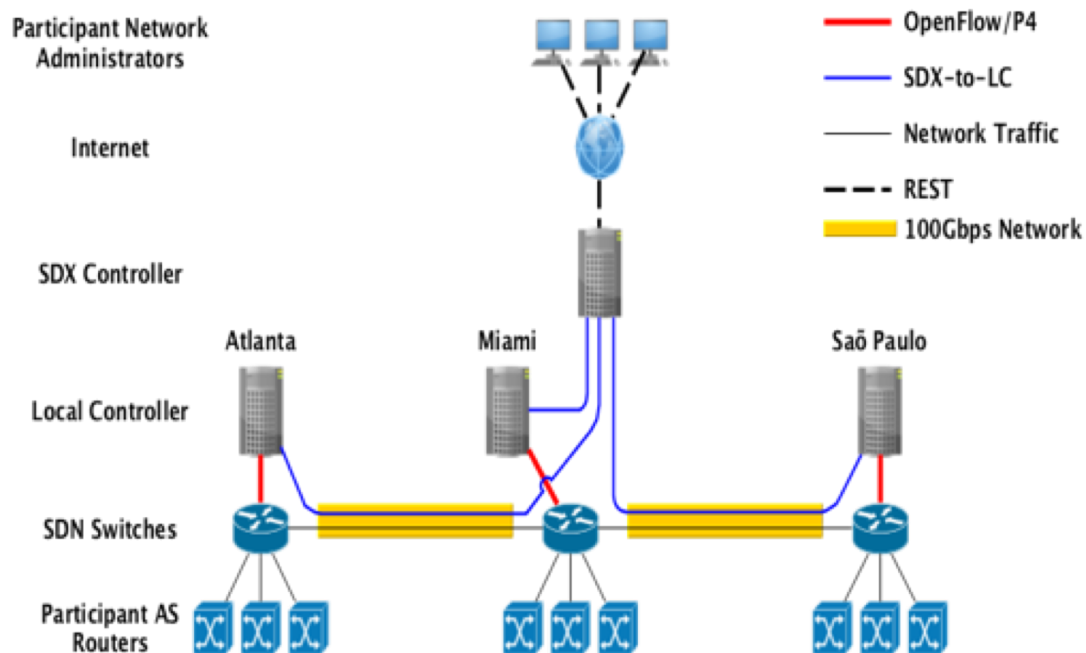 Participant Network
Administrators
Internet
SDX Controller
Atlanta
Miami
Saõ Paulo
Local Controller
SDN Switches
Participant AS
Routers
OpenFlow/P4
SDX-to-LC
Network Traffic
REST
100Gbps Network